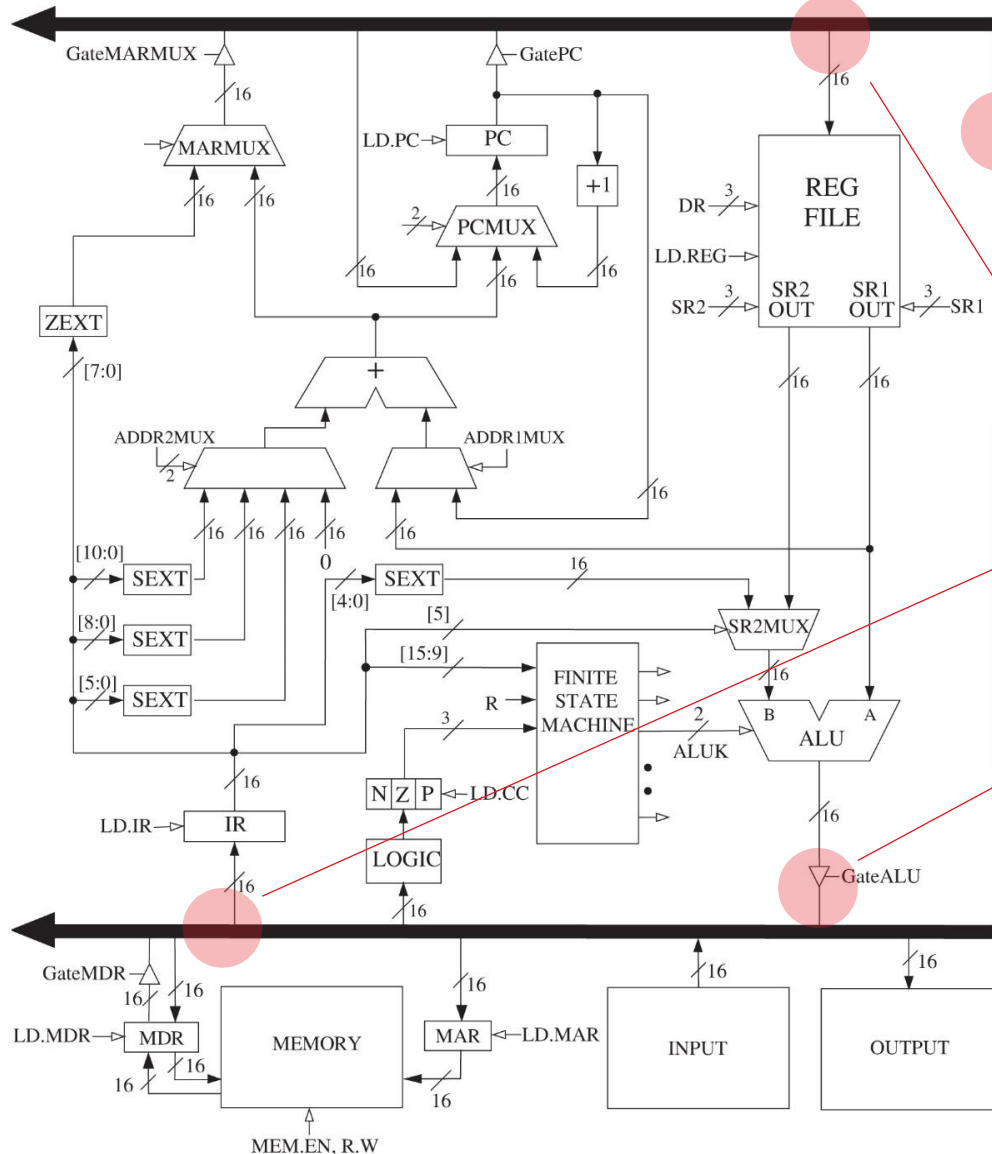 GateMARMUX
GatePC
16
16
MARMUX
LD.PC
PC
+1
REG
FILE
16
16
16
2
PCMUX
DR
3
LD.REG
16
16
16
SR2
3
SR2
OUT
SR1
OUT
3
SR1
ZEXT
[7:0]
+
16
16
ADDR2MUX
2
ADDR1MUX
16
16
16
16
16
0
16
[10:0]
SEXT
[4:0]
SEXT
16
[8:0]
SEXT
[5]
SR2MUX
[15:9]
16
[5:0]
SEXT
R
FINITE
STATE
MACHINE
3
2
ALUK
B
A
ALU
16
N Z P
LD.CC
LD.IR
IR
LOGIC
16
16
16
GateALU
GateMDR
16
16
16
16
16
LD.MDR
MDR
MEMORY
MAR
LD.MAR
INPUT
OUTPUT
16
16
16
MEM.EN, R.W